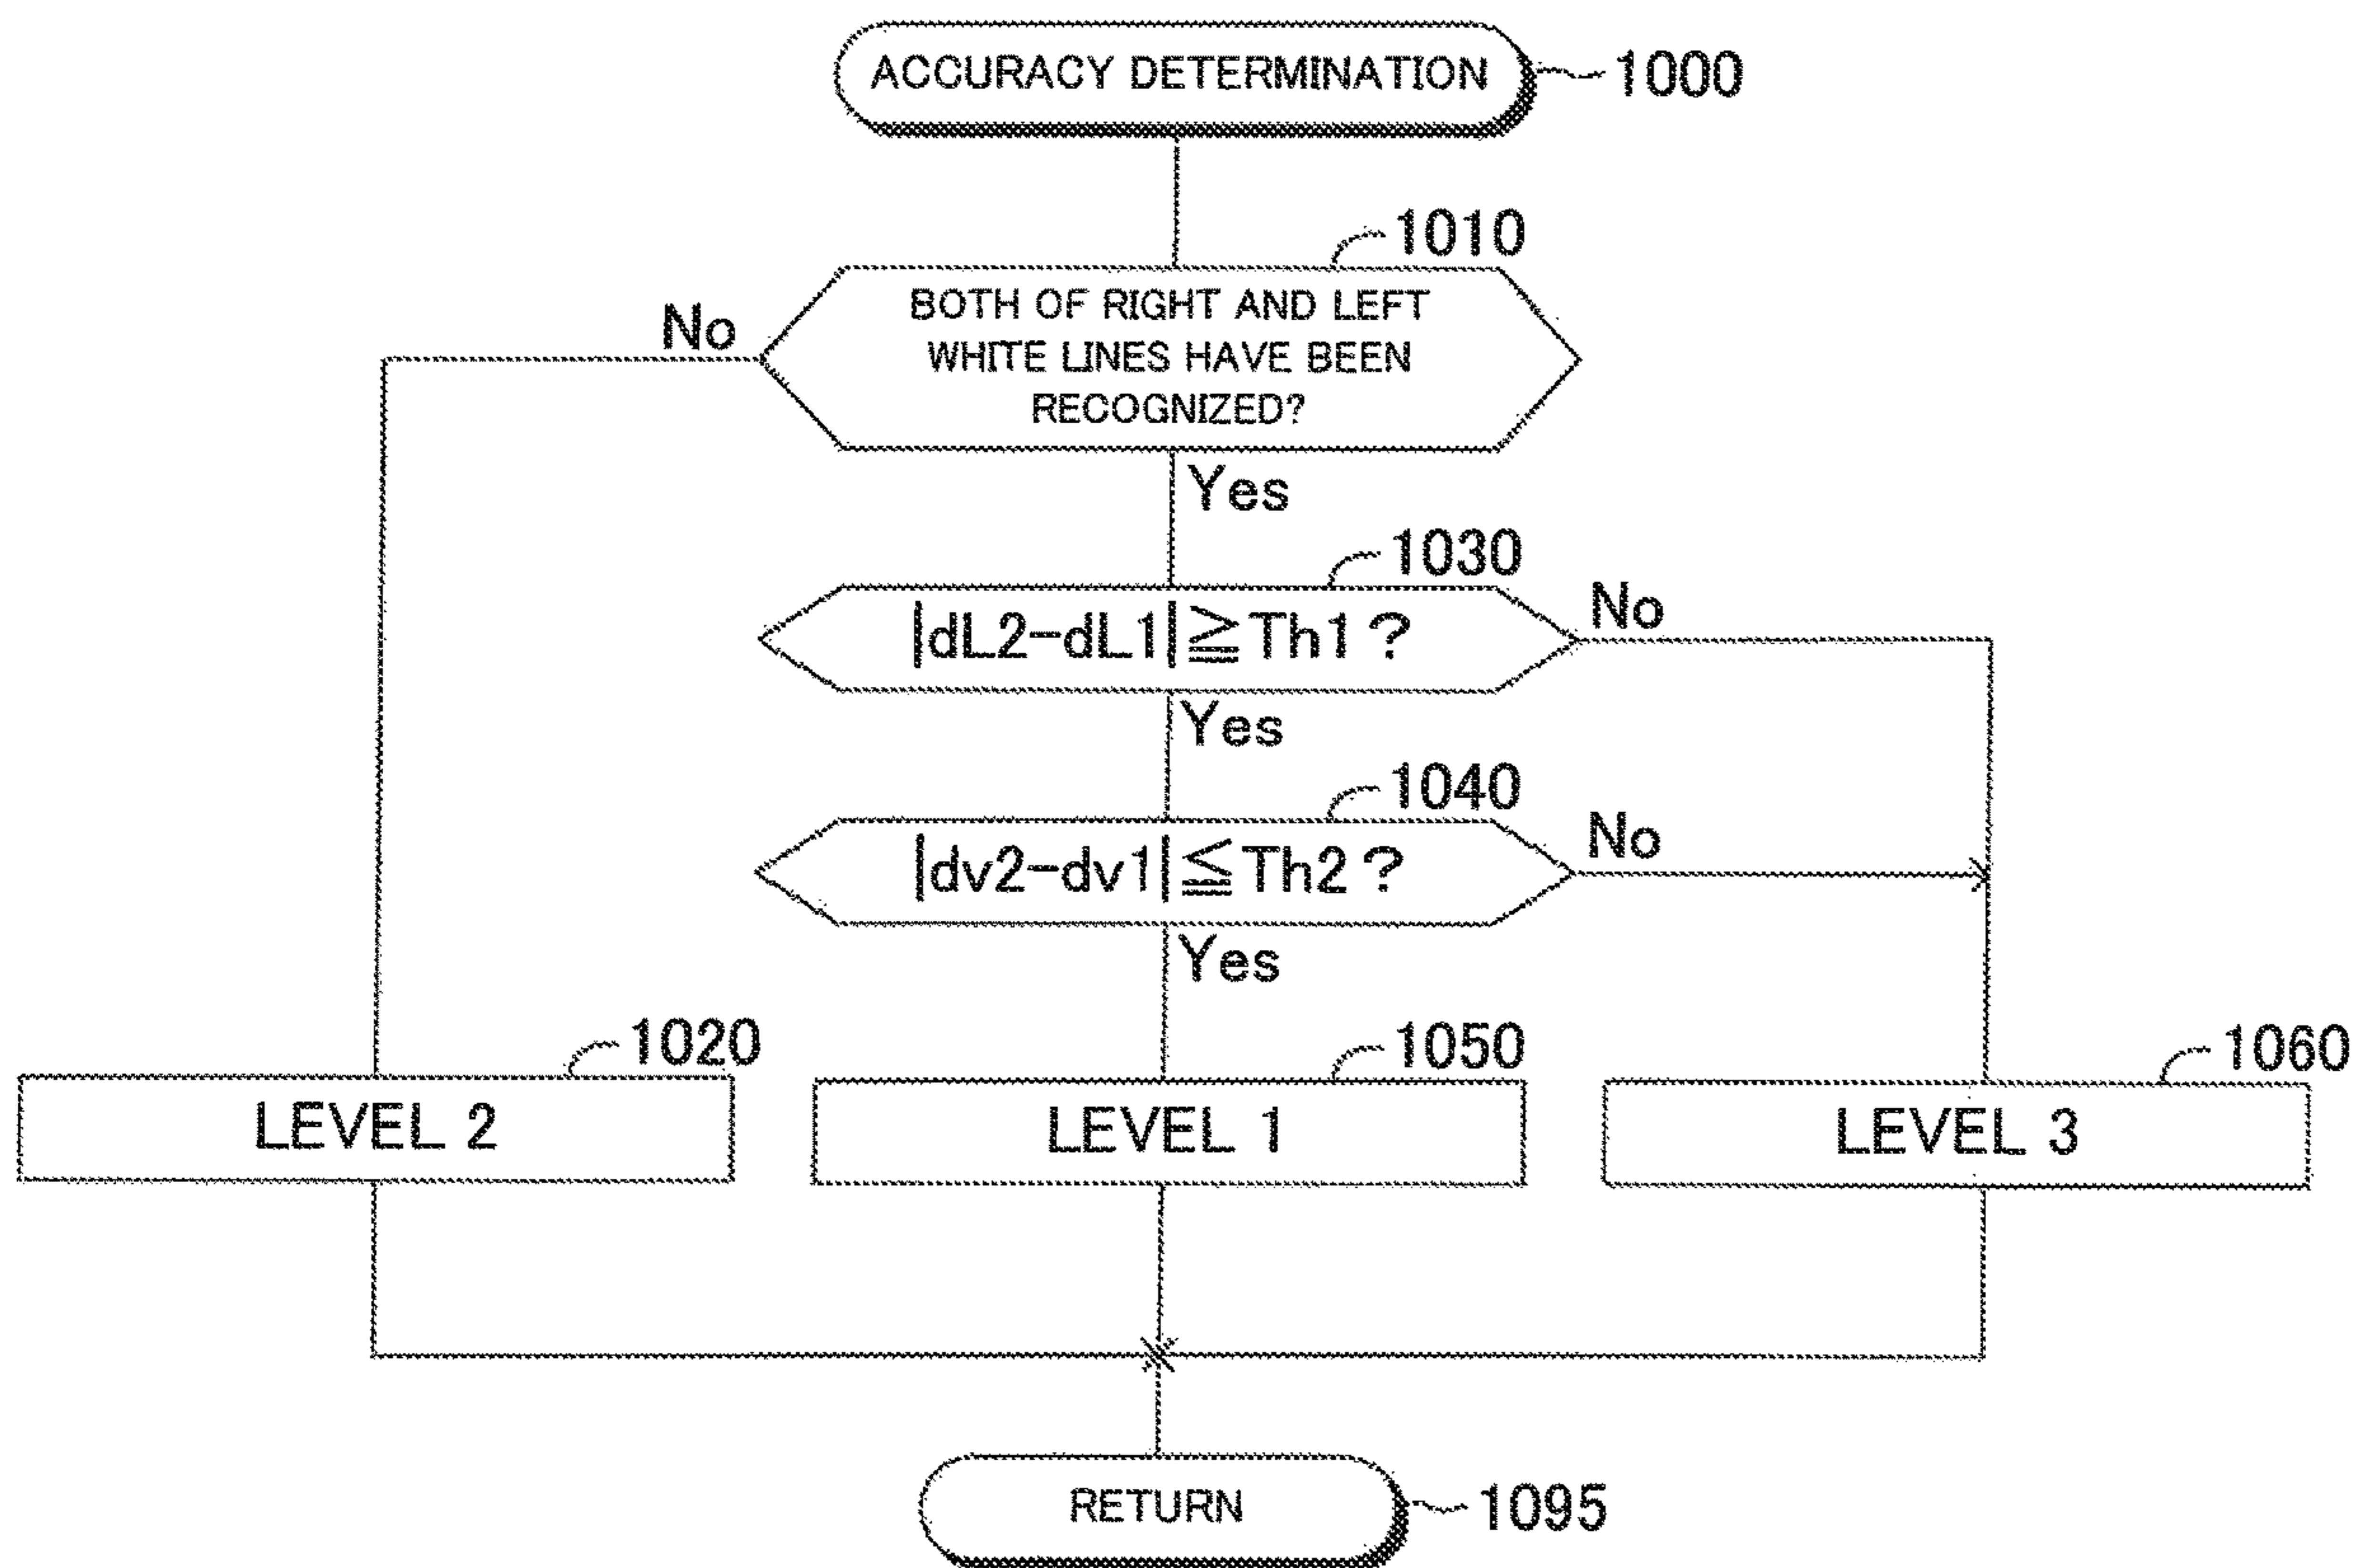 ACCURACY DETERMINATION
1000
1010
BOTH OF RIGHT AND LEFT
WHITE LINES HAVE BEEN
RECOGNIZED?
No
Yes
1030
|dL2-dL1|≧Th1?
No
Yes
1040
|dv2-dv1|≦Th2?
No
Yes
1020
LEVEL 2
1050
LEVEL 1
1060
LEVEL 3
RETURN
1095